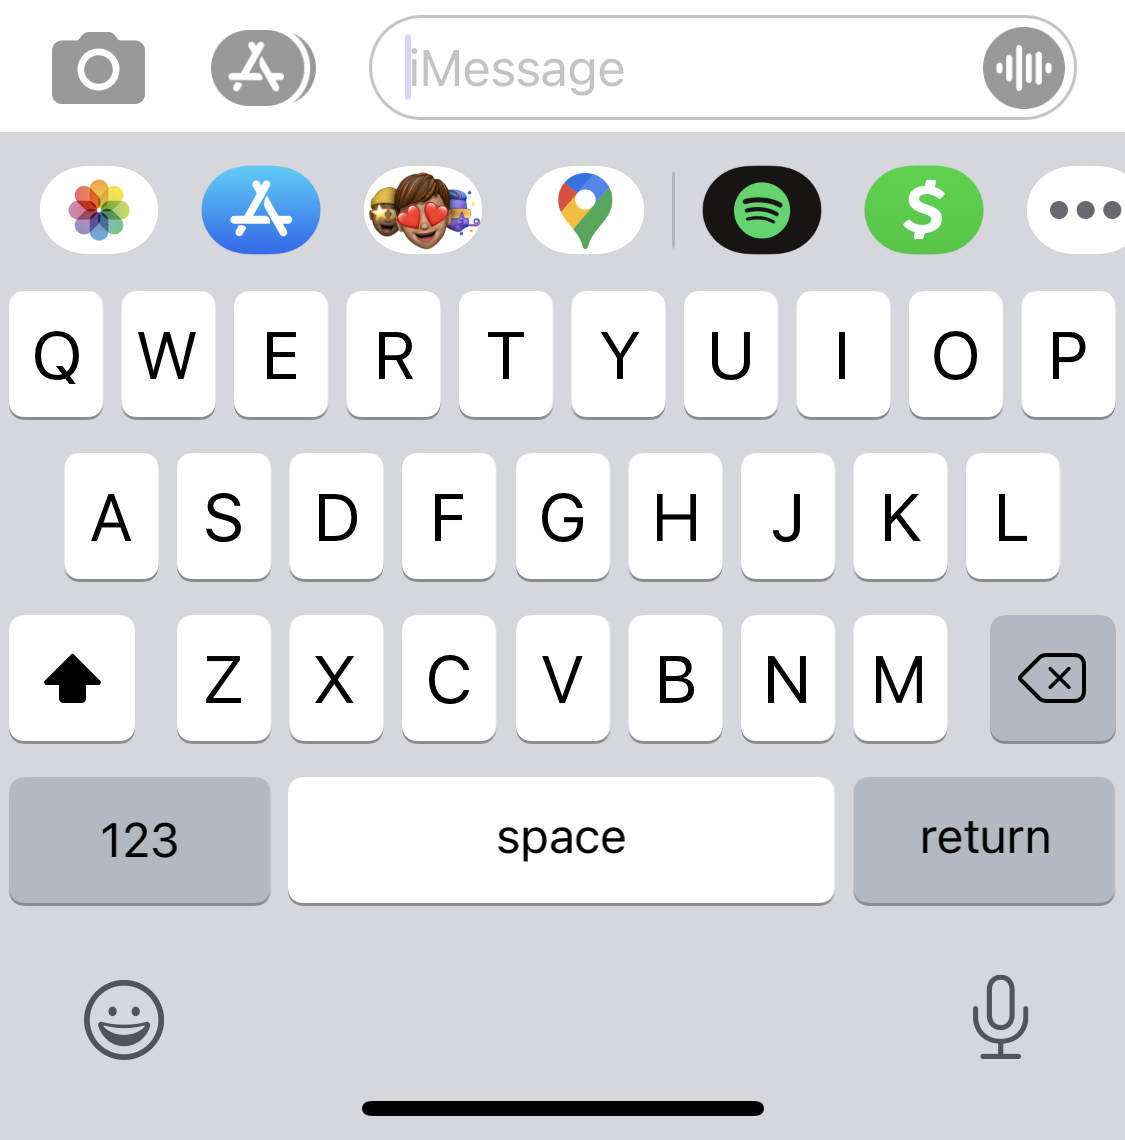 iMessage
$
Q W E R T Y U I O P
A S D F G H J K L
Z X C V B N M
123 space return